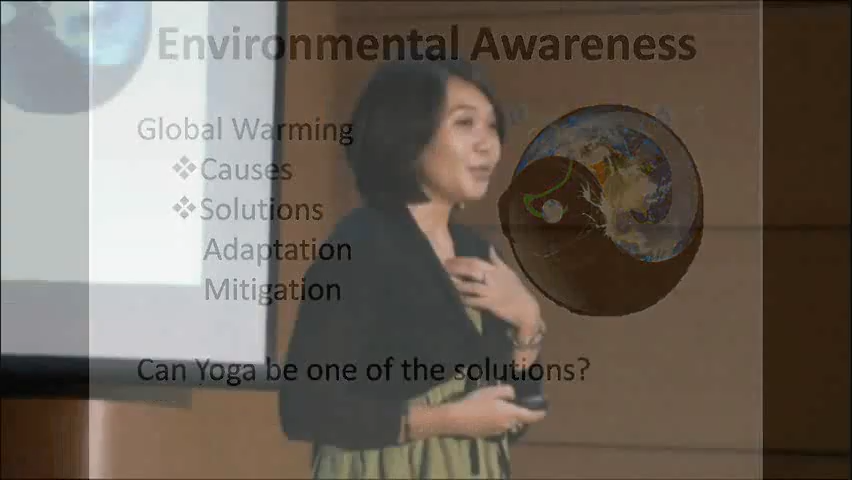 Environmental Awareness
Global Warming
❖Causes
❖Solutions
Adaptation
Mitigation
Can Yoga be one of the solutions?